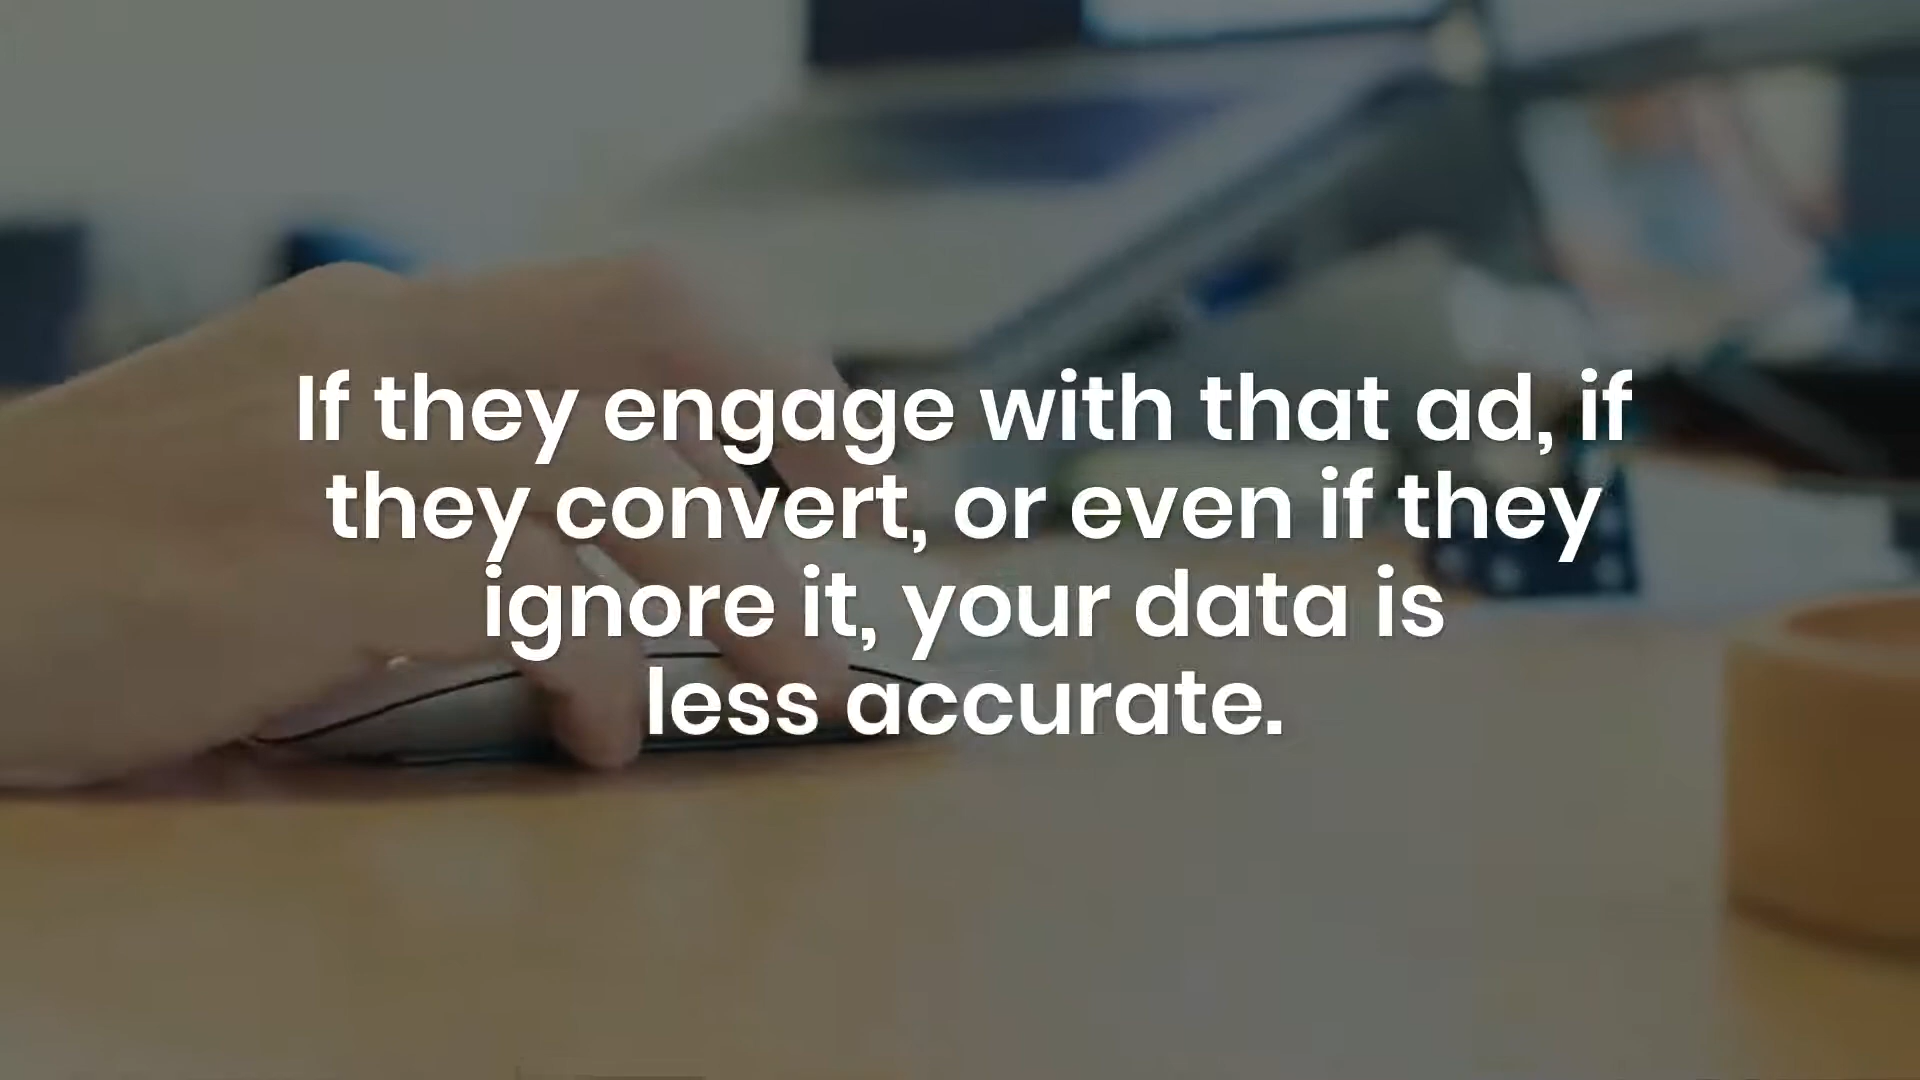 If they engage with that ad, if
they convert, or even if they
ignore it, your data is
less accurate.